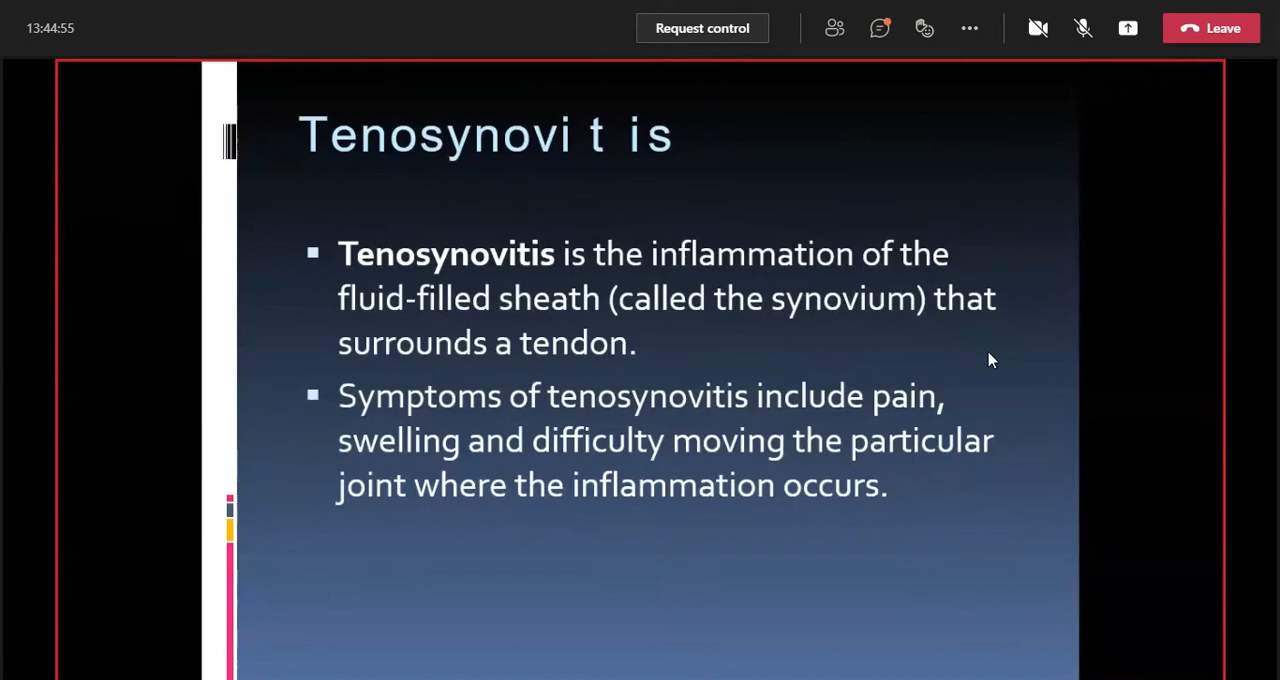 13:44:55
Request control
Leave
Tenosynovi t is
Tenosynovitis is the inflammation of the
fluid-filled sheath (called the synovium) that
surrounds a tendon.
Symptoms of tenosynovitis include pain,
swelling and difficulty moving the particular
joint where the inflammation occurs.